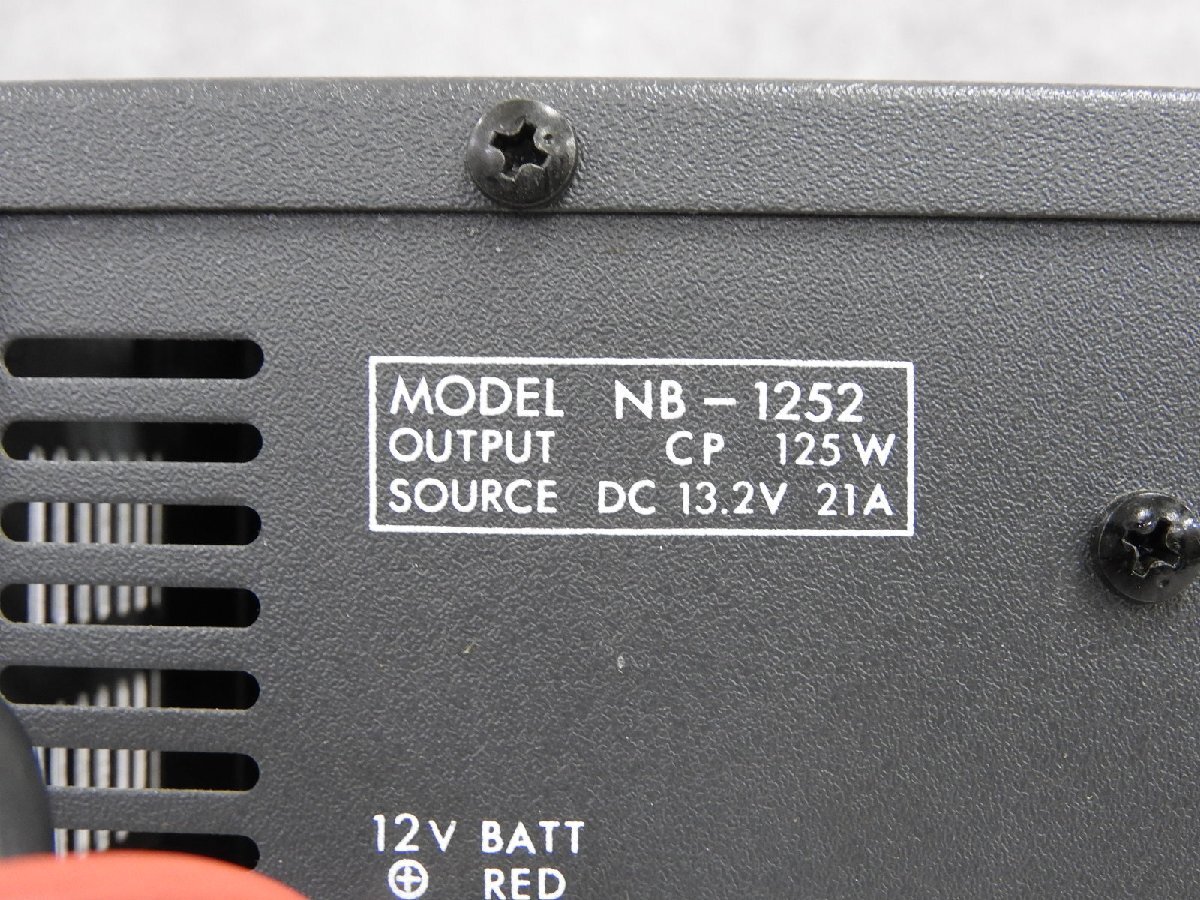 MODEL NB-1252
OUTPUT CP 125W
SOURCE DC 13.2V 21A
12V BATT
⊕ RED